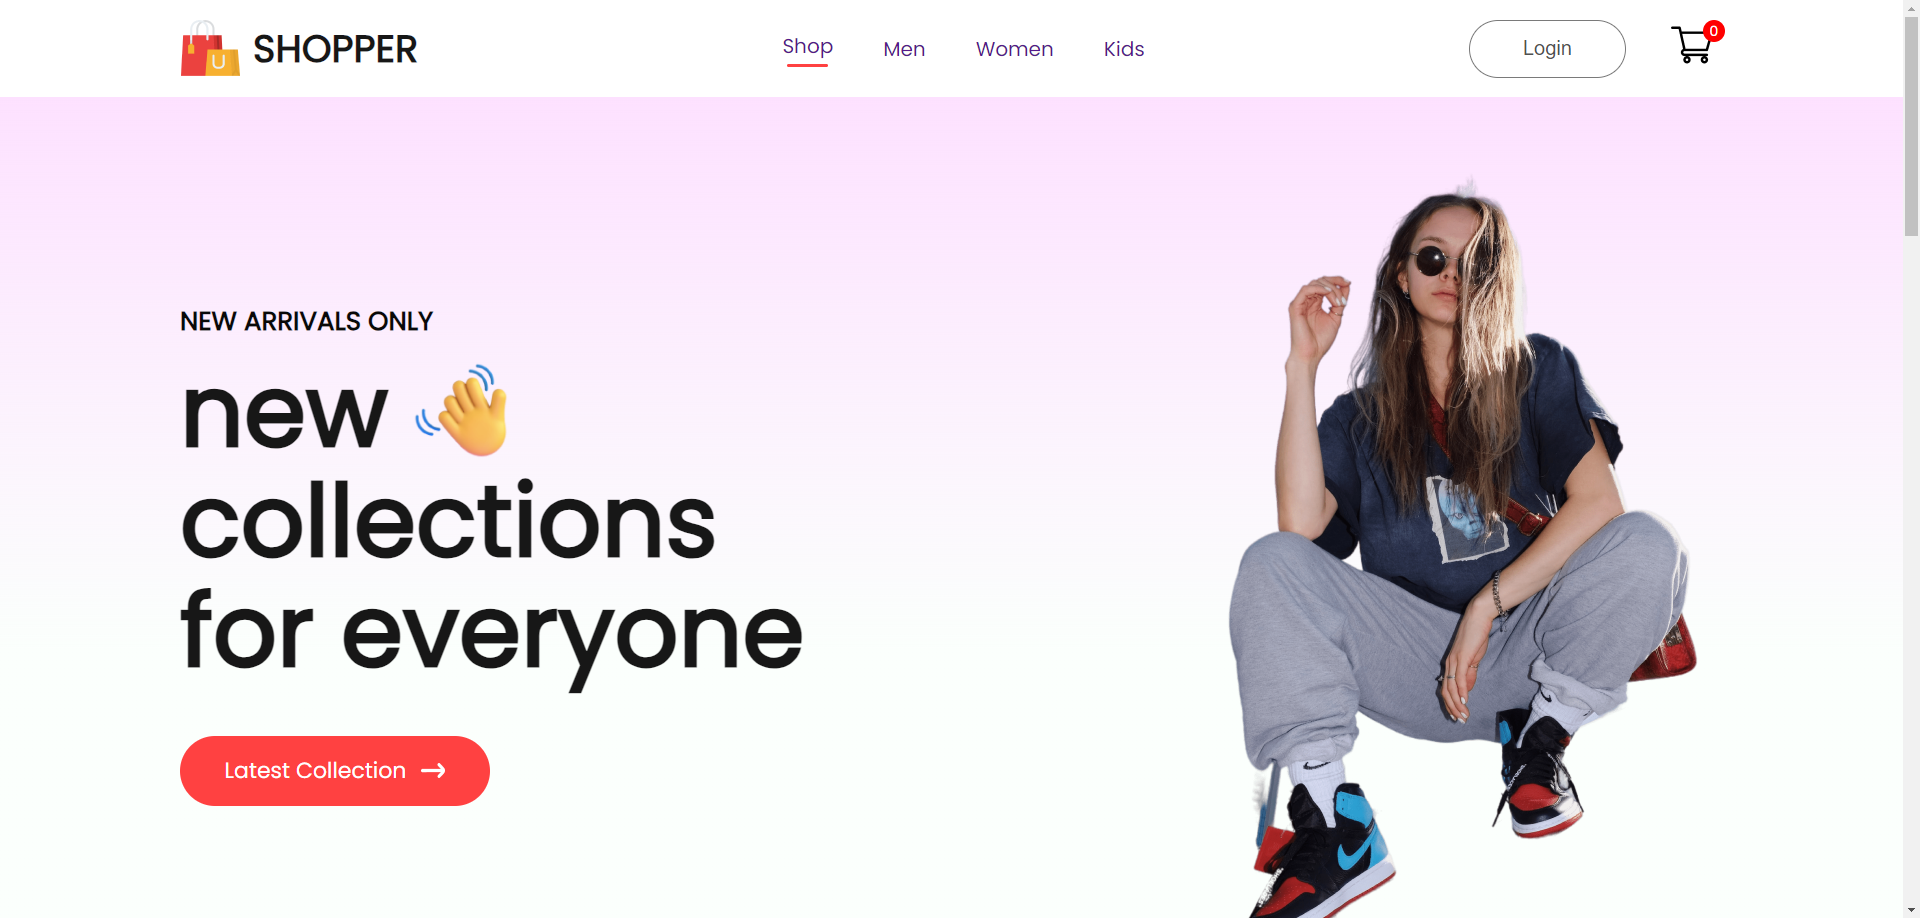 SHOPPER
Shop Men Women Kids
Login
0
NEW ARRIVALS ONLY
new
collections
for everyone
Latest Collection
U